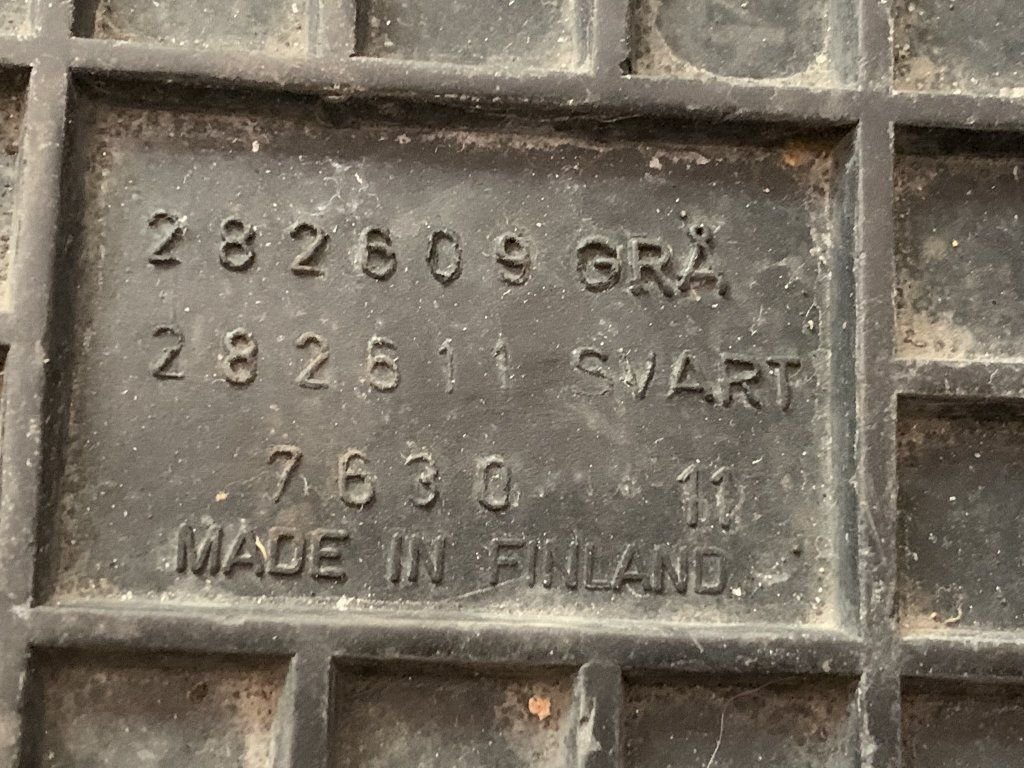 282609 GRÅ
282611 SVART
7630 11
MADE IN FINLAND